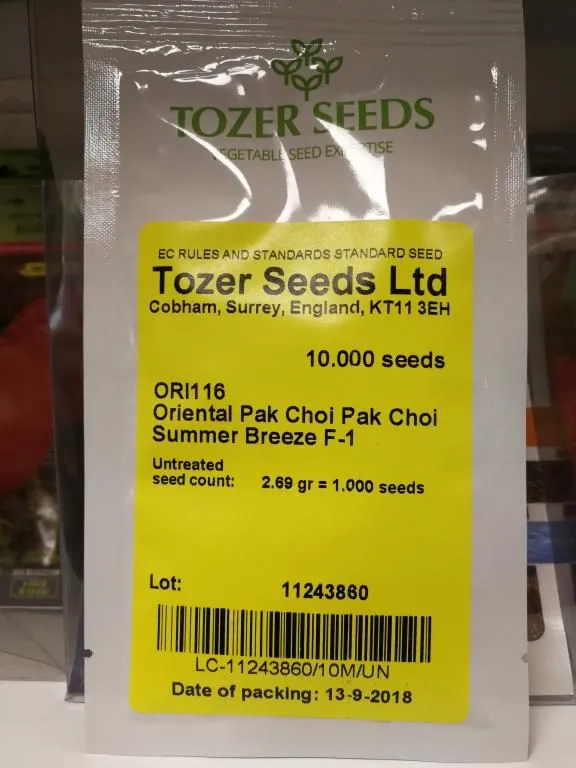 TOZER SEEDS
VEGETABLE SEED EXPERTISE
EC RULES AND STANDARDS STANDARD SEED
Tozer Seeds Ltd
Cobham, Surrey, England, KT11 3EH
10.000 seeds
ORI116
Oriental Pak Choi Pak Choi
Summer Breeze F-1
Untreated
seed count: 2.69 gr = 1.000 seeds
Lot: 11243860
LC-11243860/10M/UN
Date of packing: 13-9-2018